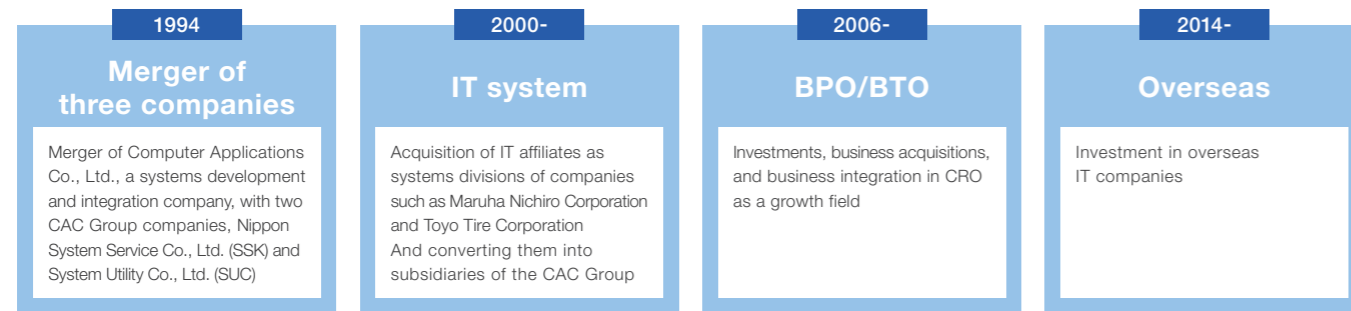 1994
Merger of
three companies
Merger of Computer Applications
Co., Ltd., a systems development
and integration company, with two
CAC Group companies, Nippon
System Service Co., Ltd. (SSK) and
System Utility Co., Ltd. (SUC)
2000-
IT system
Acquisition of IT affiliates as
systems divisions of companies
such as Maruha Nichiro Corporation
and Toyo Tire Corporation
And converting them into
subsidiaries of the CAC Group
2006-
BPO/BTO
Investments, business acquisitions,
and business integration in CRO
as a growth field
2014-
Overseas
Investment in overseas
IT companies